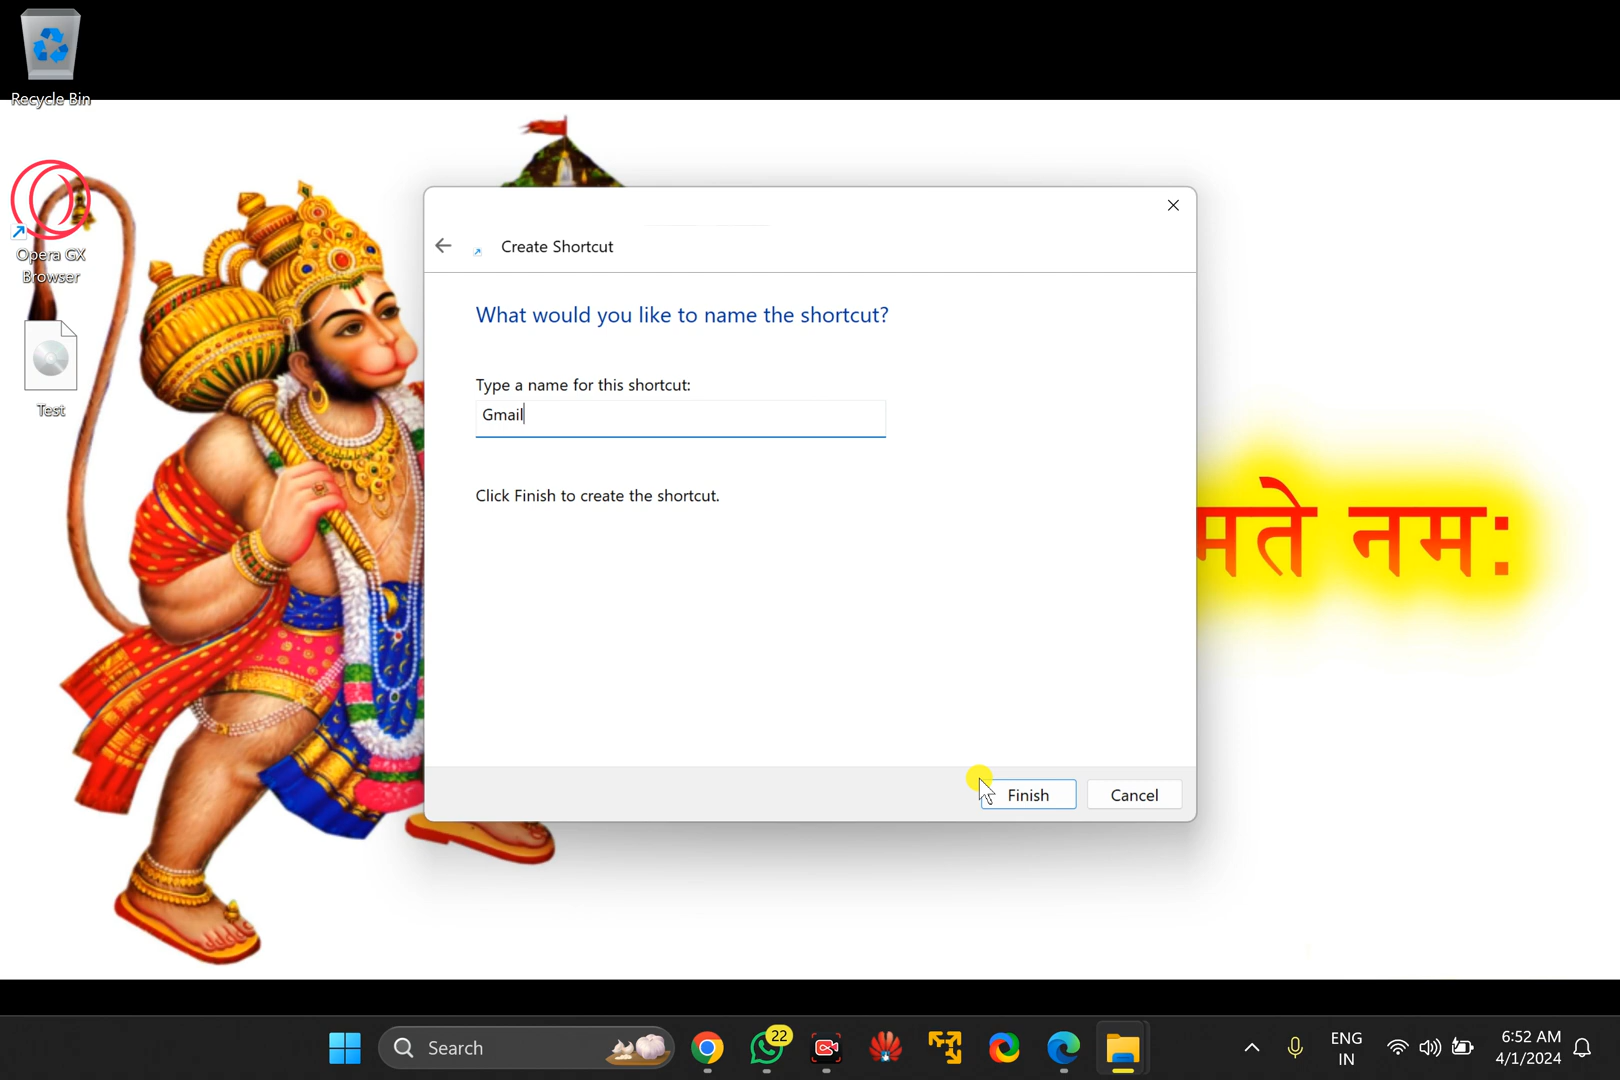 Recycle Bin
Opera GX
Browser
Test
Create Shortcut
What would you like to name the shortcut?
Type a name for this shortcut:
Gmail
Click Finish to create the shortcut.
Finish
Cancel
मते नमः
Search
22
ENG
IN
6:52 AM
4/1/2024